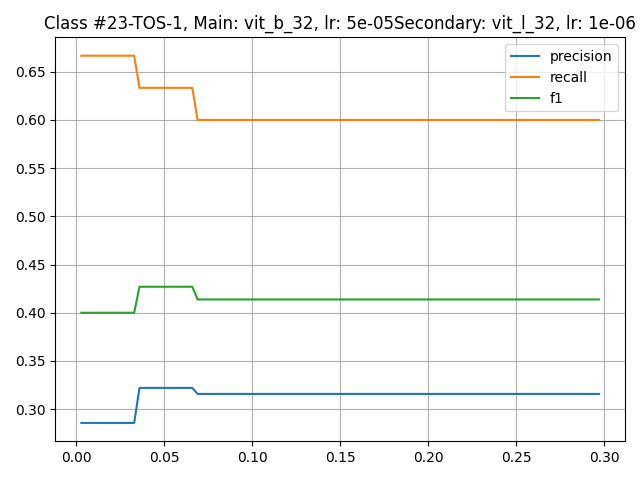 Class #23-TOS-1, Main: vit_b_32, lr: 5e-05Secondary: vit_l_32, lr: 1e-06
precision
recall
f1
0.65
0.60
0.55
0.50
0.45
0.40
0.35
0.30
0.00 0.05 0.10 0.15 0.20 0.25 0.30